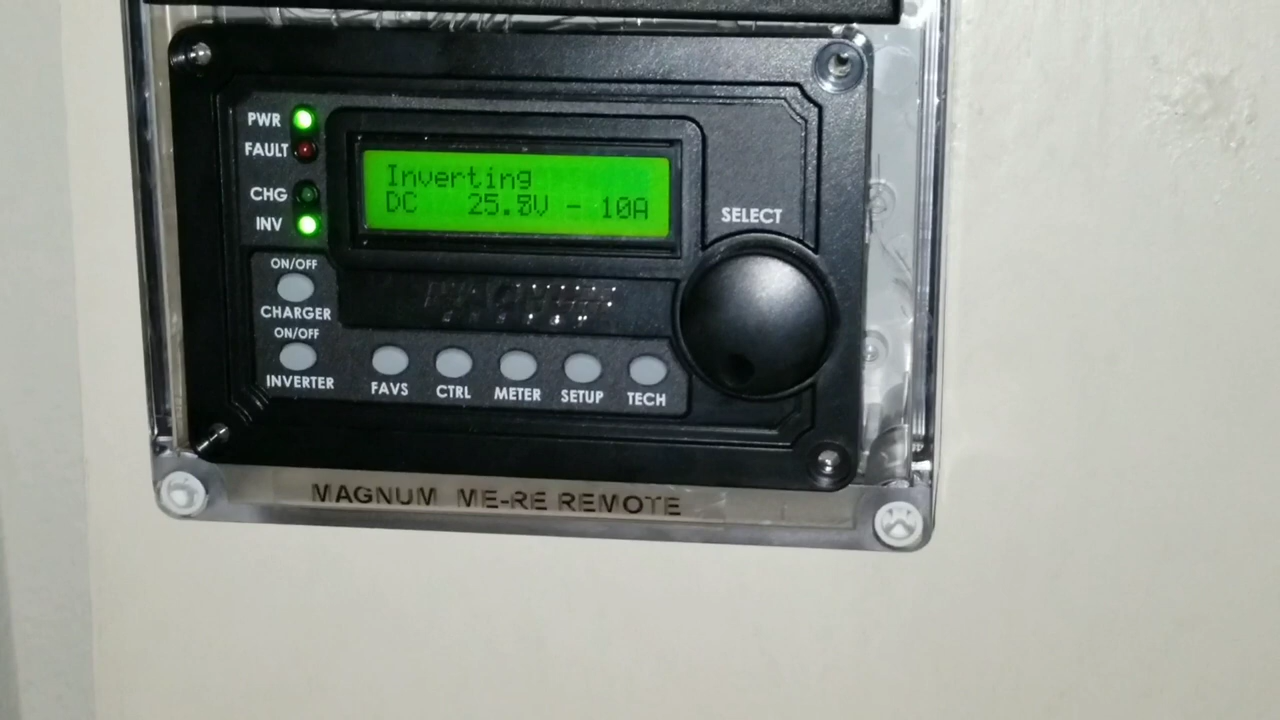 PWR
FAULT
CHG
INV
Inverting
DC 25.8V - 10A
SELECT
ON/OFF
CHARGER
ON/OFF
INVERTER
FAVS CTRL METER SETUP TECH
MAGNUM ME-RE REMOTE